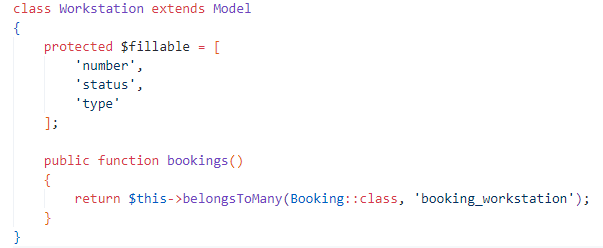 class Workstation extends Model
{
    protected $fillable = [
        'number',
        'status',
        'type'
    ];

    public function bookings()
    {
        return $this->belongsToMany(Booking::class, 'booking_workstation');
    }
}